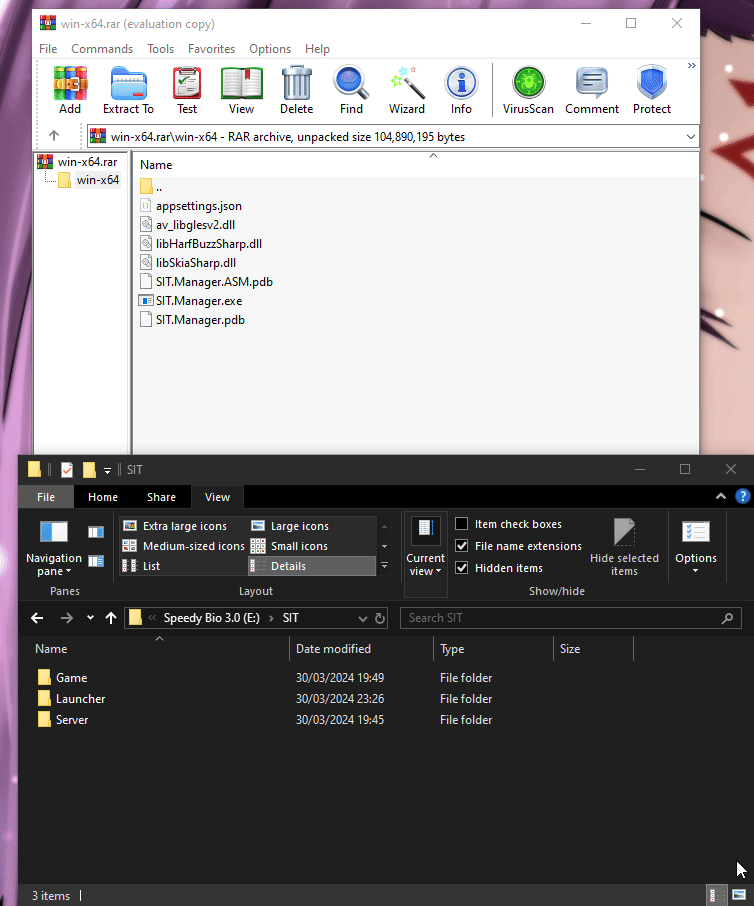 win-x64.rar (evaluation copy)
File Commands Tools Favorites Options Help
Add Extract To Test View Delete Find Wizard Info VirusScan Comment Protect »
win-x64.rar\win-x64 - RAR archive, unpacked size 104,890,195 bytes
win-x64.rar
win-x64
Name
..
appsettings.json
av_libglesv2.dll
libHarfBuzzSharp.dll
libSkiaSharp.dll
SIT.Manager.ASM.pdb
SIT.Manager.exe
SIT.Manager.pdb
SIT
File Home Share View
Navigation pane
Panes
Extra large icons Large icons
Medium-sized icons Small icons
List Details
Layout
Current view
Item check boxes
File name extensions
Hidden items
Hide selected items
Show/hide
Options
« Speedy Bio 3.0 (E:) › SIT
Search SIT
Name Date modified Type Size
Game 30/03/2024 19:49 File folder
Launcher 30/03/2024 23:26 File folder
Server 30/03/2024 19:45 File folder
3 items